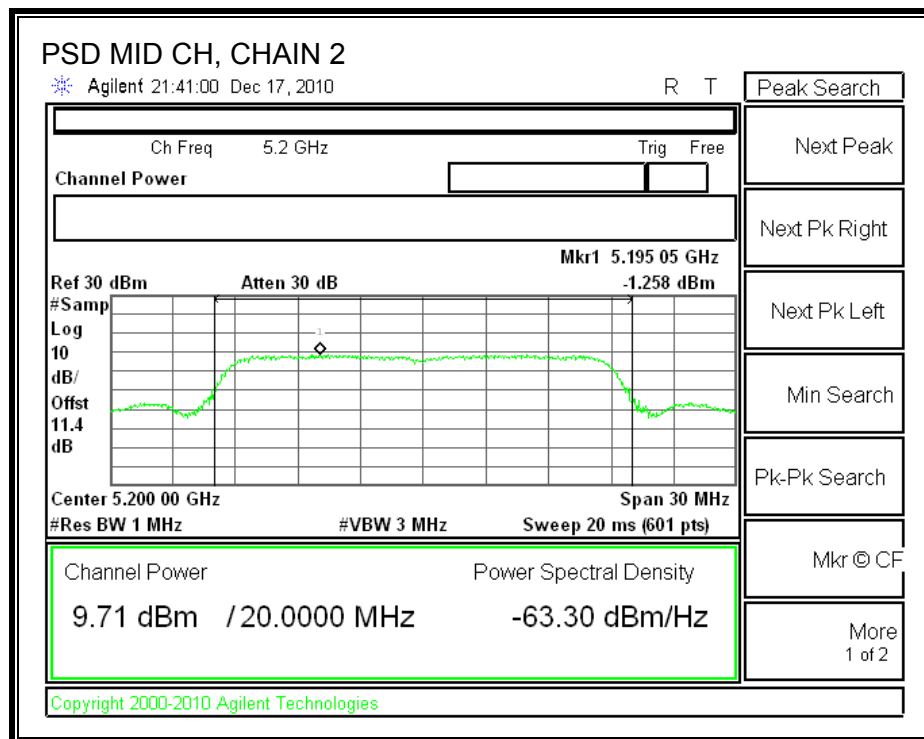 PSD MID CH, CHAIN 2
Agilent 21:41:00 Dec 17, 2010 R T
Peak Search
Ch Freq 5.2 GHz Trig Free
Next Peak
Channel Power
Next Pk Right
Mkr1 5.195 05 GHz
Ref 30 dBm Atten 30 dB -1.258 dBm
#Samp
Log
10
dB/
Offst
11.4
dB
1
Next Pk Left
Min Search
Pk-Pk Search
Center 5.200 00 GHz Span 30 MHz
#Res BW 1 MHz #VBW 3 MHz Sweep 20 ms (601 pts)
Mkr © CF
Channel Power Power Spectral Density
9.71 dBm / 20.0000 MHz -63.30 dBm/Hz
More
1 of 2
Copyright 2000-2010 Agilent Technologies